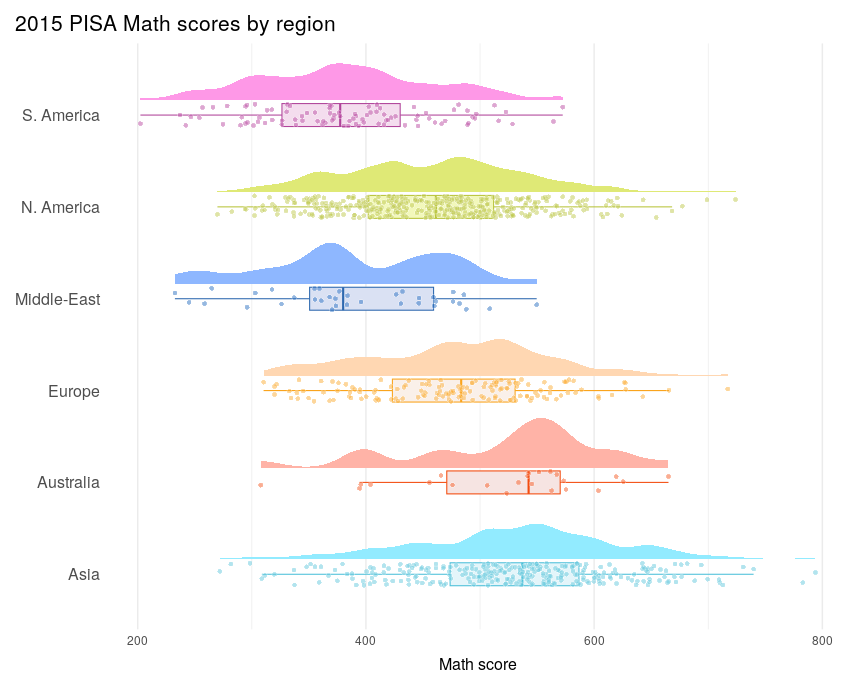 2015 PISA Math scores by region
S. America
N. America
Middle-East
Europe
Australia
Asia
200 400 600 800
Math score